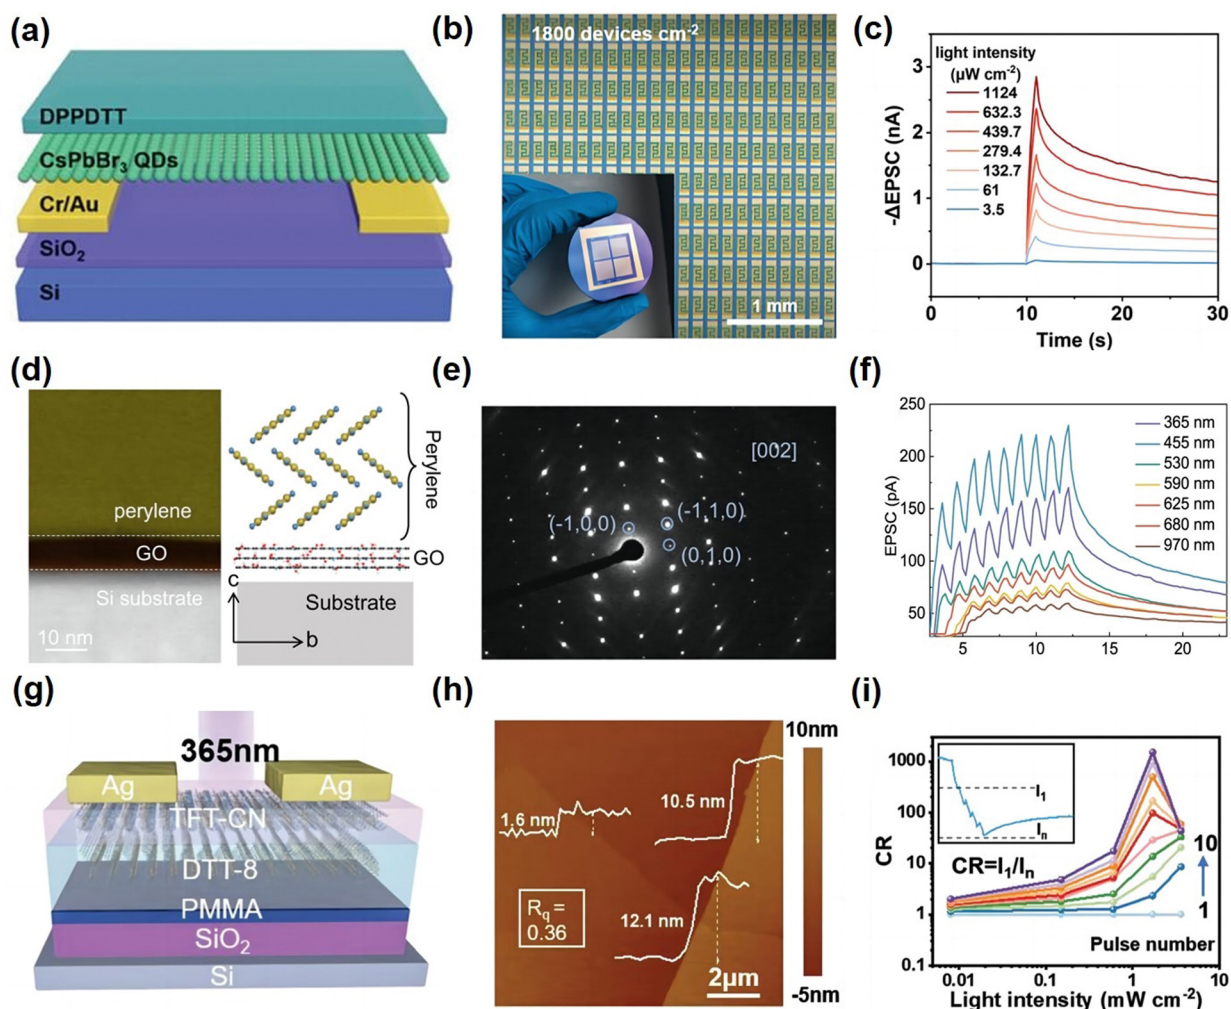 (a)
DPPDTT
CsPbBr₃ QDs
Cr/Au
SiO₂
Si
(b)
1800 devices cm⁻²
1 mm
(c)
light intensity
(µW cm⁻²)
1124
632.3
439.7
279.4
132.7
61
3.5
-ΔEPSC (nA)
3
2
1
0
0
10
20
30
Time (s)
(d)
perylene
GO
Si substrate
10 nm
Perylene
GO
c
Substrate
b
(e)
[002]
(-1,0,0)
(-1,1,0)
(0,1,0)
(f)
EPSC (pA)
250
200
150
100
50
365 nm
455 nm
530 nm
590 nm
625 nm
680 nm
970 nm
5
10
15
20
(g)
365nm
Ag
Ag
TFT-CN
DTT-8
PMMA
SiO₂
Si
(h)
1.6 nm
10.5 nm
12.1 nm
R_q =
0.36
2µm
10nm
-5nm
(i)
CR
1000
100
10
1
0.1
I₁
Iₙ
CR=I₁/Iₙ
10
1
Pulse number
0.01
0.1
1
10
Light intensity (mW cm⁻²)